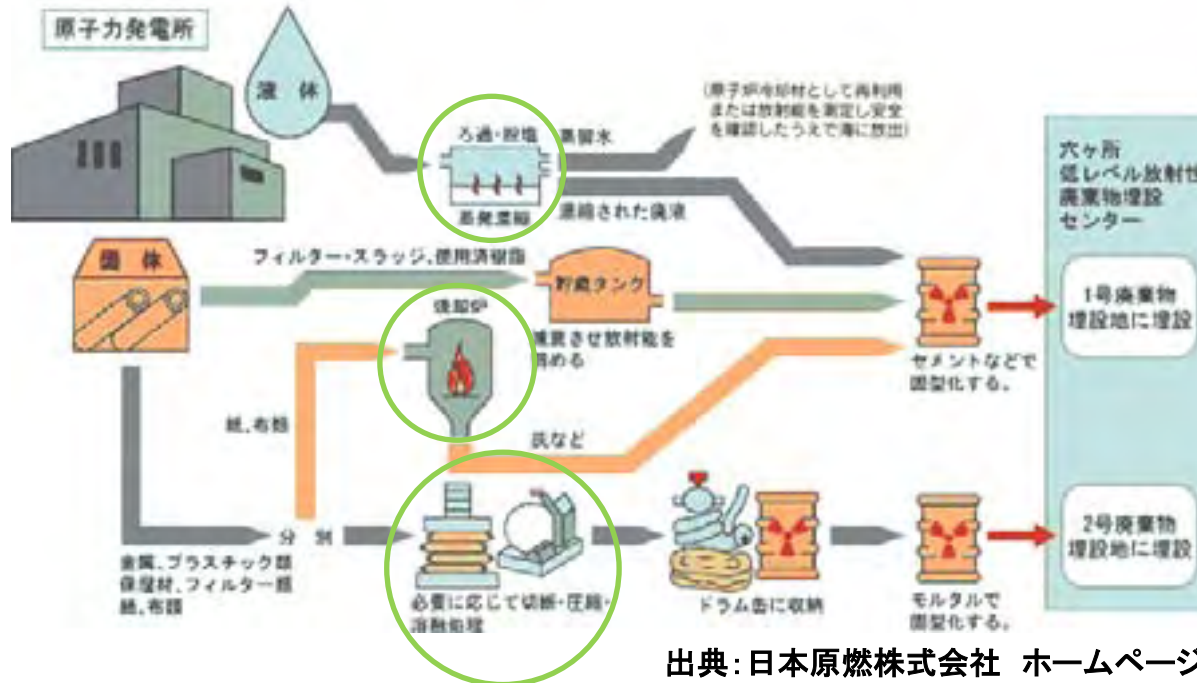 原子力発電所
液 体
(原子炉冷却材として再利用
または放射能を測定し安全
を確認したうえで海に放出)
ろ過・脱塩
蒸留水
蒸発濃縮
濃縮された廃液
六ヶ所
低レベル放射性
廃棄物埋設
センター
固 体
フィルター・スラッジ、使用済樹脂
貯蔵タンク
1号廃棄物
埋設地に埋設
焼却炉
減衰させ放射能を
弱める
セメントなどで
固型化する。
紙、布類
灰など
分 別
2号廃棄物
埋設地に埋設
金属、プラスチック類
保温材、フィルター類
紙、布類
必要に応じて切断・圧縮・
溶融処理
ドラム缶に収納
モルタルで
固型化する。
出典:日本原燃株式会社 ホームページ